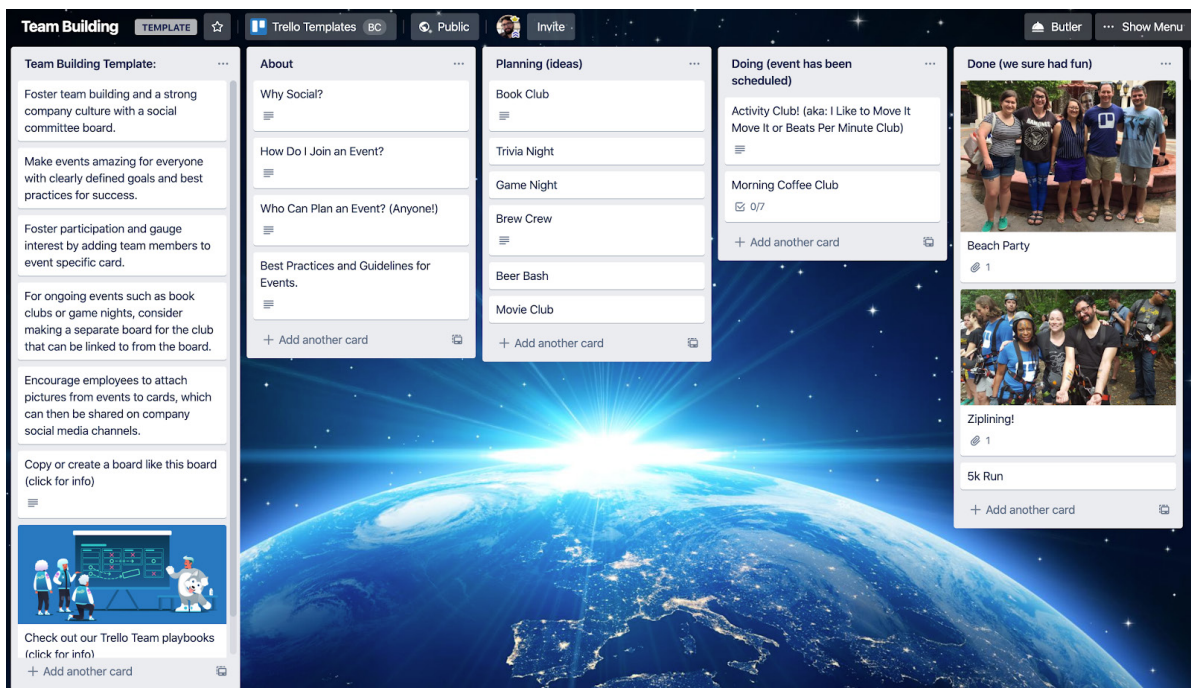 Team Building
TEMPLATE
Trello Templates
BC
Public
Invite
Butler
Show Menu
Team Building Template:
Foster team building and a strong
company culture with a social
committee board.
Make events amazing for everyone
with clearly defined goals and best
practices for success.
Foster participation and gauge
interest by adding team members to
event specific card.
For ongoing events such as book
clubs or game nights, consider
making a separate board for the club
that can be linked to from the board.
Encourage employees to attach
pictures from events to cards, which
can then be shared on company
social media channels.
Copy or create a board like this board
(click for info)
Check out our Trello Team playbooks
(click for info)
+ Add another card
About
Why Social?
How Do I Join an Event?
Who Can Plan an Event? (Anyone!)
Best Practices and Guidelines for
Events.
+ Add another card
Planning (ideas)
Book Club
Trivia Night
Game Night
Brew Crew
Beer Bash
Movie Club
+ Add another card
Doing (event has been
scheduled)
Activity Club! (aka: I Like to Move It
Move It or Beats Per Minute Club)
Morning Coffee Club
0/7
+ Add another card
Done (we sure had fun)
Beach Party
1
Ziplining!
1
5k Run
+ Add another card